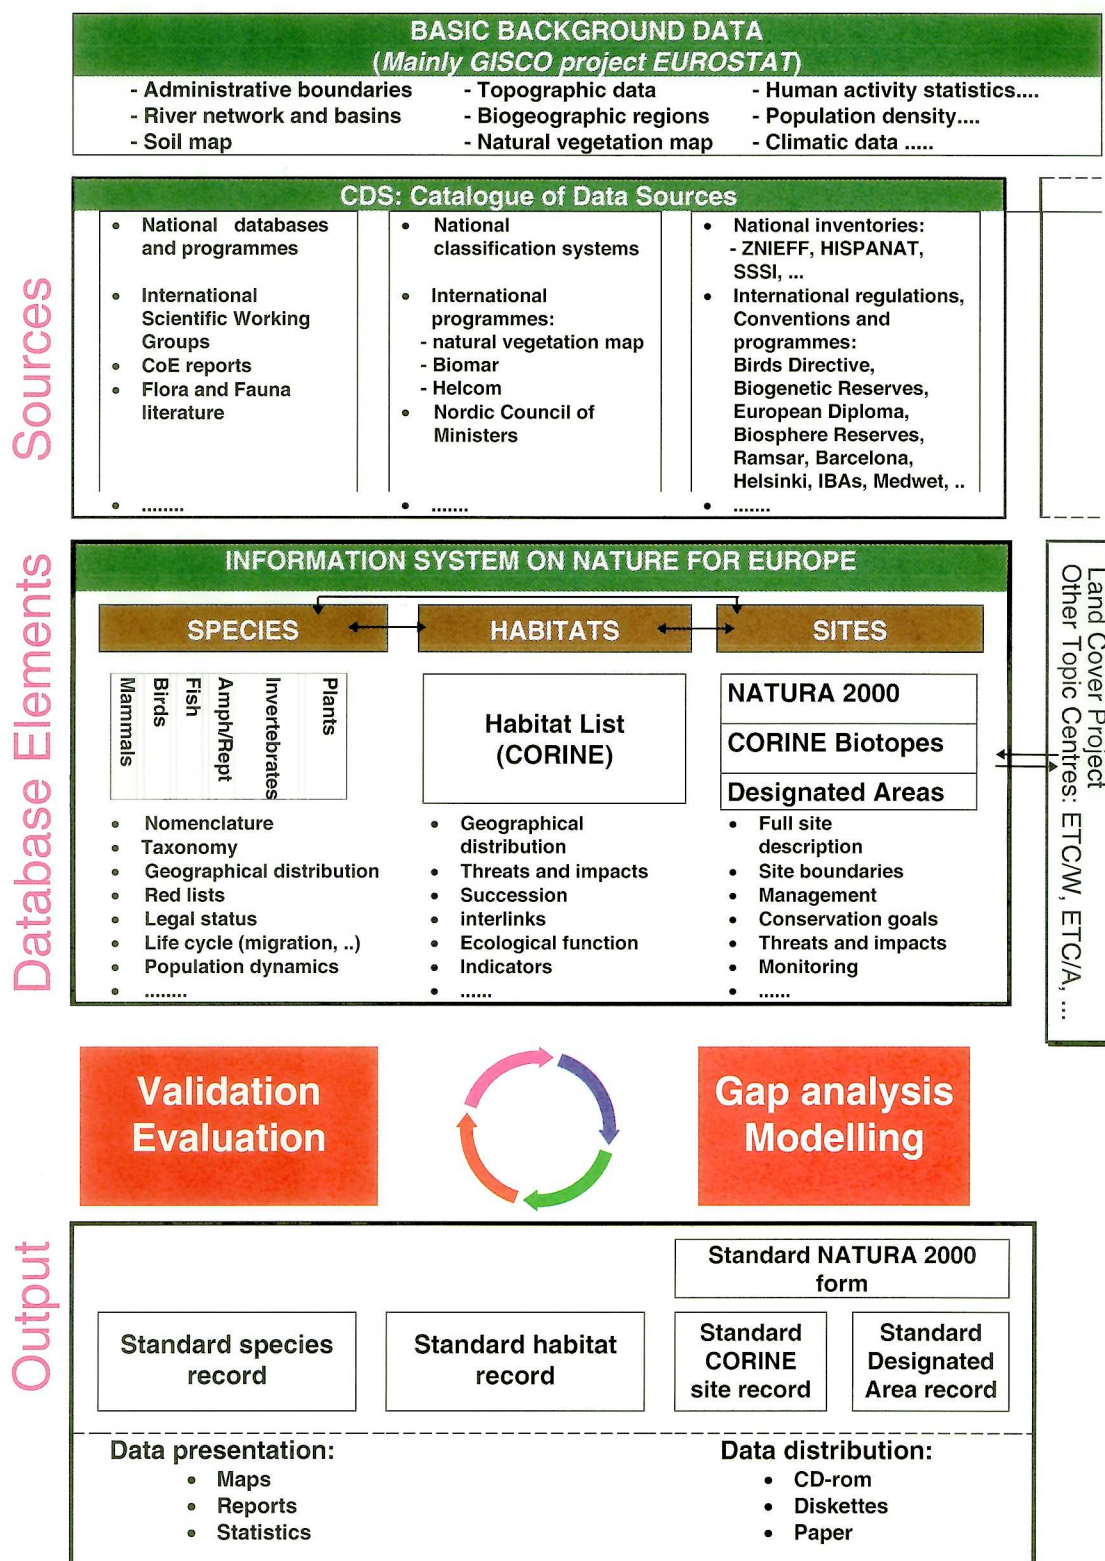 BASIC BACKGROUND DATA
(Mainly GISCO project EUROSTAT)
- Administrative boundaries
- River network and basins
- Soil map
- Topographic data
- Biogeographic regions
- Natural vegetation map
- Human activity statistics....
- Population density....
- Climatic data .....
Sources
CDS: Catalogue of Data Sources
• National databases
and programmes
• International
Scientific Working
Groups
• CoE reports
• Flora and Fauna
literature
• ........
• National
classification systems
• International
programmes:
- natural vegetation map
- Biomar
- Helcom
• Nordic Council of
Ministers
• .......
• National inventories:
- ZNIEFF, HISPANAT,
SSSI, ...
• International regulations,
Conventions and
programmes:
Birds Directive,
Biogenetic Reserves,
European Diploma,
Biosphere Reserves,
Ramsar, Barcelona,
Helsinki, IBAs, Medwet, ..
• .......
Database Elements
INFORMATION SYSTEM ON NATURE FOR EUROPE
SPECIES
HABITATS
SITES
Mammals
Birds
Fish
Amph/Rept
Invertebrates
Plants
• Nomenclature
• Taxonomy
• Geographical distribution
• Red lists
• Legal status
• Life cycle (migration, ..)
• Population dynamics
• ........
Habitat List
(CORINE)
• Geographical
distribution
• Threats and impacts
• Succession
• interlinks
• Ecological function
• Indicators
• ......
NATURA 2000
CORINE Biotopes
Designated Areas
• Full site
description
• Site boundaries
• Management
• Conservation goals
• Threats and impacts
• Monitoring
• ......
Land Cover Project
Other Topic Centres: ETC/W, ETC/A, ...
Validation
Evaluation
Gap analysis
Modelling
Output
Standard NATURA 2000
form
Standard species
record
Standard habitat
record
Standard
CORINE
site record
Standard
Designated
Area record
Data presentation:
• Maps
• Reports
• Statistics
Data distribution:
• CD-rom
• Diskettes
• Paper